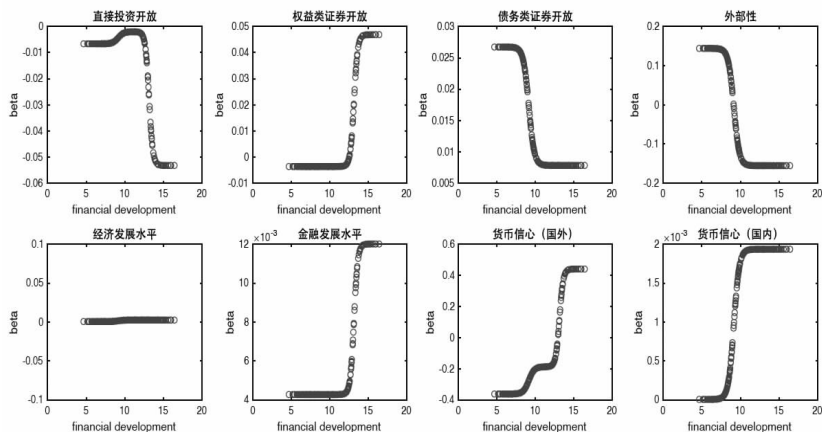 直接投资开放
0
-0.01
-0.02
-0.03
-0.04
-0.05
-0.06
beta
0 5 10 15 20
financial development
权益类证券开放
0.05
0.04
0.03
0.02
0.01
0
-0.01
beta
0 5 10 15 20
financial development
债务类证券开放
0.03
0.025
0.02
0.015
0.01
0.005
beta
0 5 10 15 20
financial development
外部性
0.2
0.1
0
-0.1
-0.2
beta
0 5 10 15 20
financial development
经济发展水平
0.1
0.05
0
-0.05
-0.1
beta
0 5 10 15 20
financial development
金融发展水平
×10⁻³
12
10
8
6
4
beta
0 5 10 15 20
financial development
货币信心（国外）
0.6
0.4
0.2
0
-0.2
-0.4
beta
0 5 10 15 20
financial development
货币信心（国内）
×10⁻³
2
1.5
1
0.5
0
beta
0 5 10 15 20
financial development